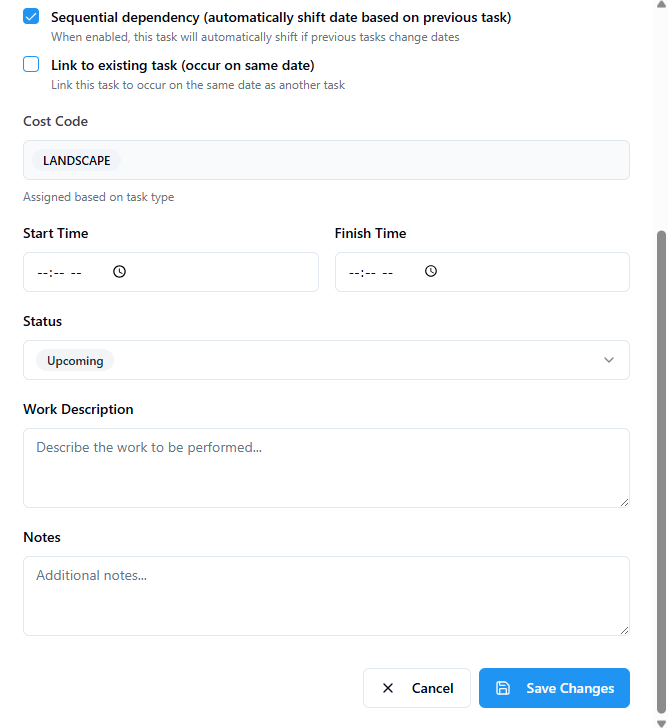 Sequential dependency (automatically shift date based on previous task)
When enabled, this task will automatically shift if previous tasks change dates
Link to existing task (occur on same date)
Link this task to occur on the same date as another task
Cost Code
LANDSCAPE
Assigned based on task type
Start Time
Finish Time
--:-- --
--:-- --
Status
Upcoming
Work Description
Describe the work to be performed...
Notes
Additional notes...
Cancel
Save Changes